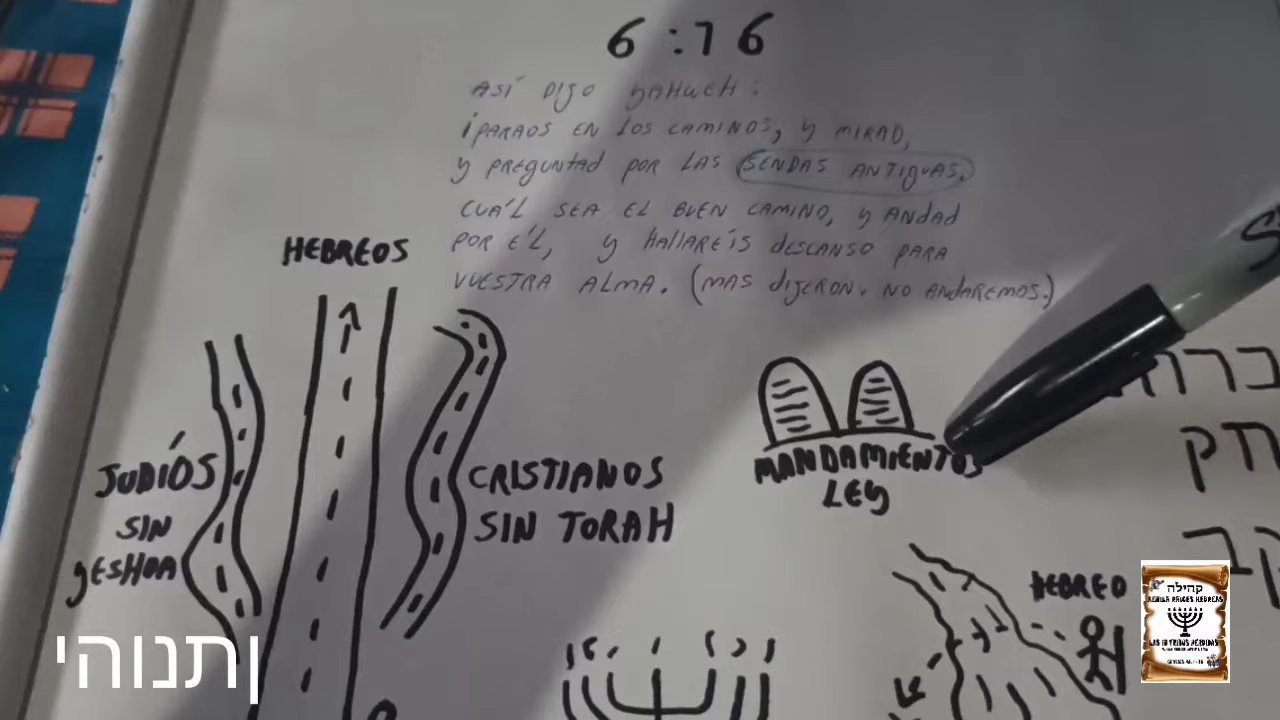 6:16
ASÍ DIJO YAHUEH:
¡PARAOS EN LOS CAMINOS, Y MIRAD,
Y PREGUNTAD POR LAS SENDAS ANTIGUAS,
CUÁL SEA EL BUEN CAMINO, Y ANDAD
POR ÉL, Y HALLARÉIS DESCANSO PARA
VUESTRA ALMA. (MAS DIJERON. NO ANDAREMOS.)
HEBREOS
JUDÍOS
SIN
YESHOA
CRISTIANOS
SIN TORAH
MANDAMIENTOS
LEY
HEBREO
יהונתן
קהילה